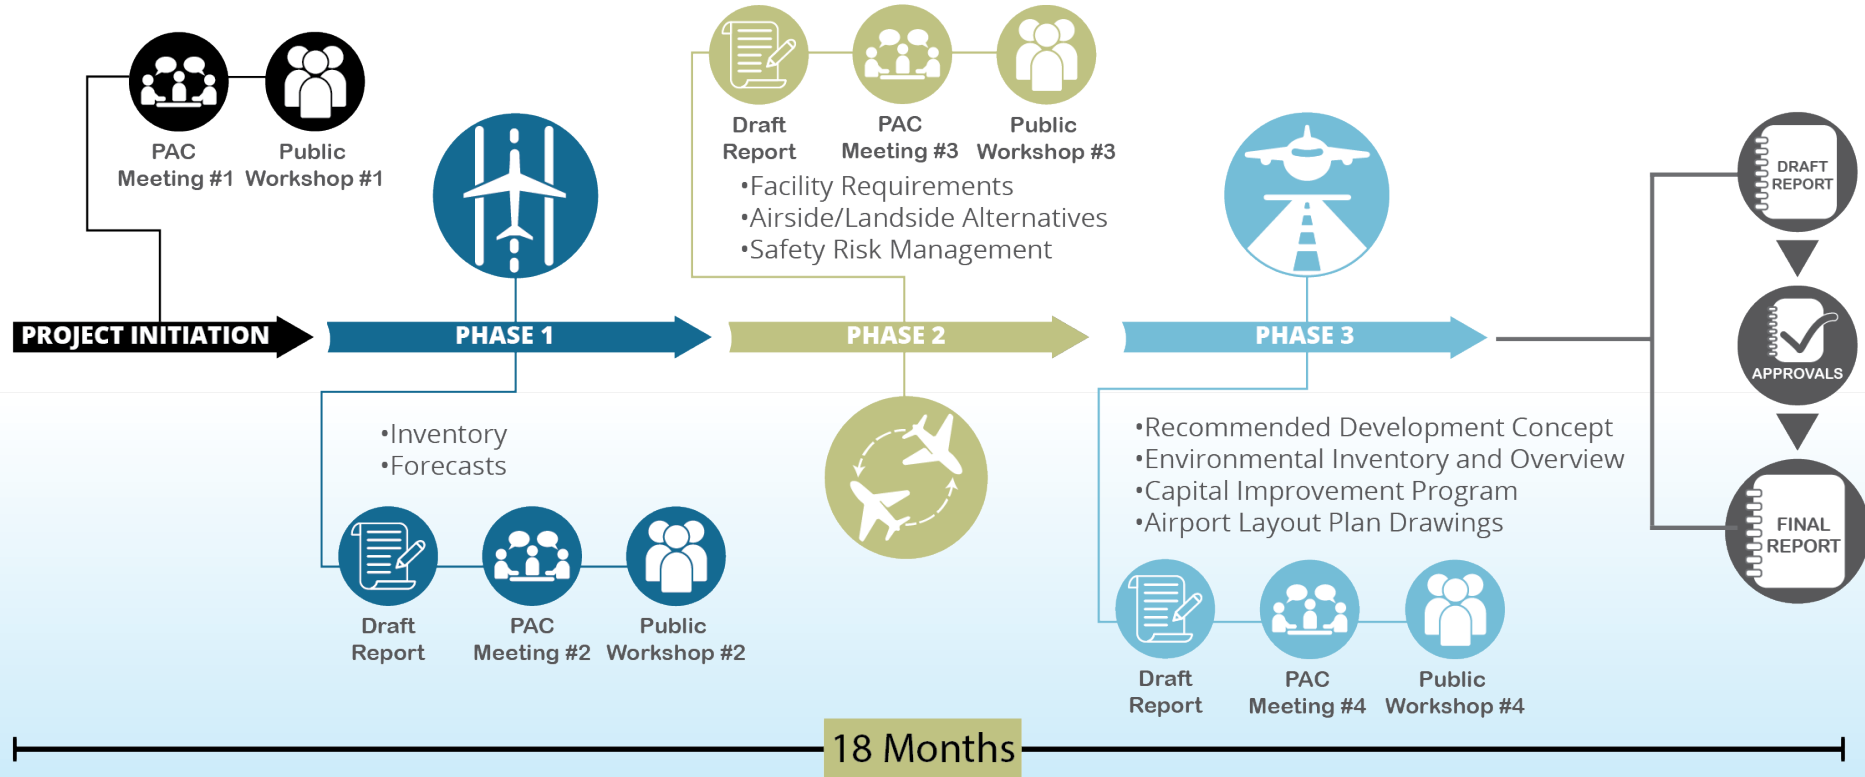 PAC
Meeting #1
Public
Workshop #1
PROJECT INITIATION
PHASE 1
•Inventory
•Forecasts
Draft
Report
PAC
Meeting #2
Public
Workshop #2
Draft
Report
PAC
Meeting #3
Public
Workshop #3
•Facility Requirements
•Airside/Landside Alternatives
•Safety Risk Management
PHASE 2
PHASE 3
•Recommended Development Concept
•Environmental Inventory and Overview
•Capital Improvement Program
•Airport Layout Plan Drawings
Draft
Report
PAC
Meeting #4
Public
Workshop #4
DRAFT
REPORT
APPROVALS
FINAL
REPORT
18 Months